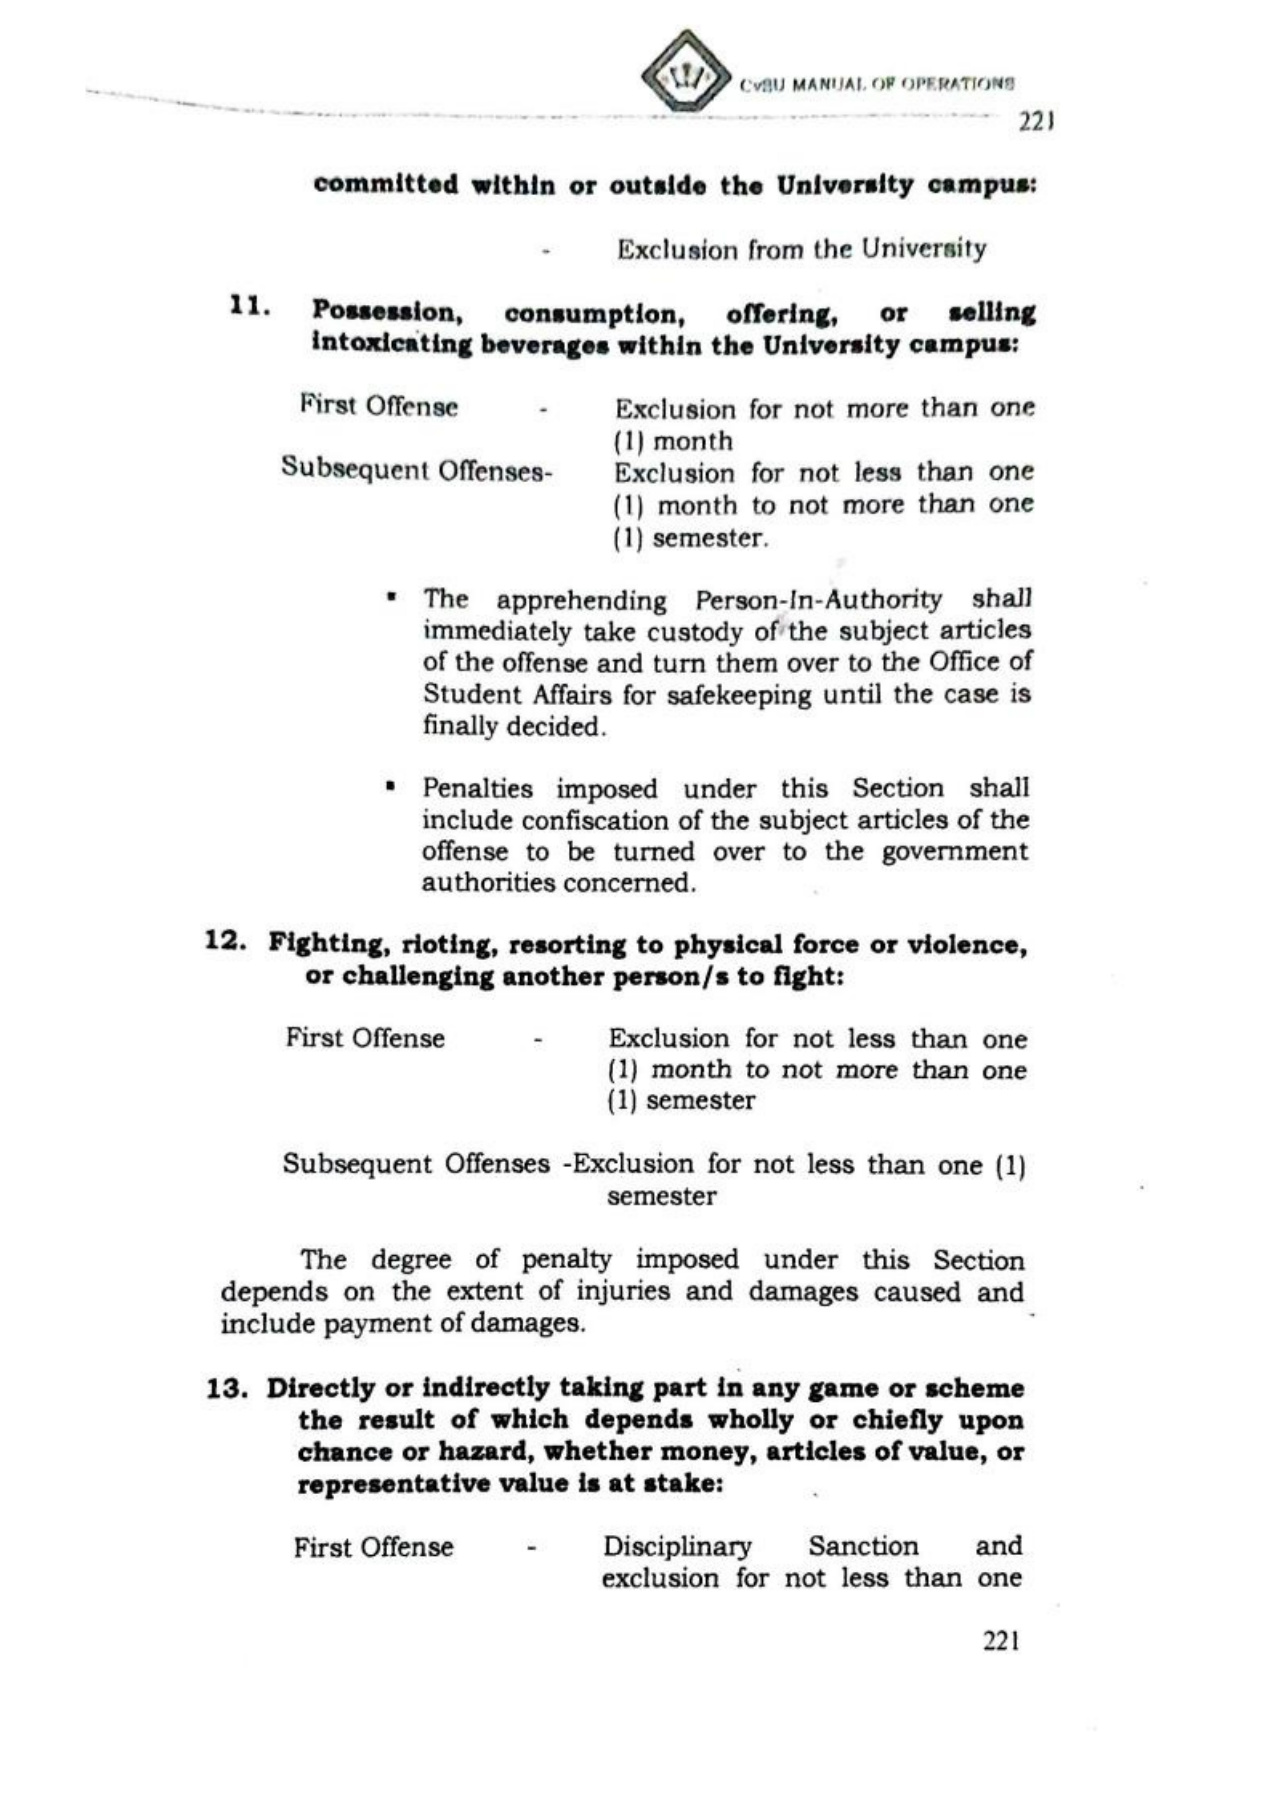 CvSU MANUAL OF OPERATIONS
221
committed within or outside the University campus:
- Exclusion from the University
11. Possession, consumption, offering, or selling
intoxicating beverages within the University campus:
First Offense - Exclusion for not more than one
(1) month
Subsequent Offenses- Exclusion for not less than one
(1) month to not more than one
(1) semester.
▪ The apprehending Person-In-Authority shall
immediately take custody of the subject articles
of the offense and turn them over to the Office of
Student Affairs for safekeeping until the case is
finally decided.
▪ Penalties imposed under this Section shall
include confiscation of the subject articles of the
offense to be turned over to the government
authorities concerned.
12. Fighting, rioting, resorting to physical force or violence,
or challenging another person/s to fight:
First Offense - Exclusion for not less than one
(1) month to not more than one
(1) semester
Subsequent Offenses -Exclusion for not less than one (1)
semester
The degree of penalty imposed under this Section
depends on the extent of injuries and damages caused and
include payment of damages.
13. Directly or indirectly taking part in any game or scheme
the result of which depends wholly or chiefly upon
chance or hazard, whether money, articles of value, or
representative value is at stake:
First Offense - Disciplinary Sanction and
exclusion for not less than one
221